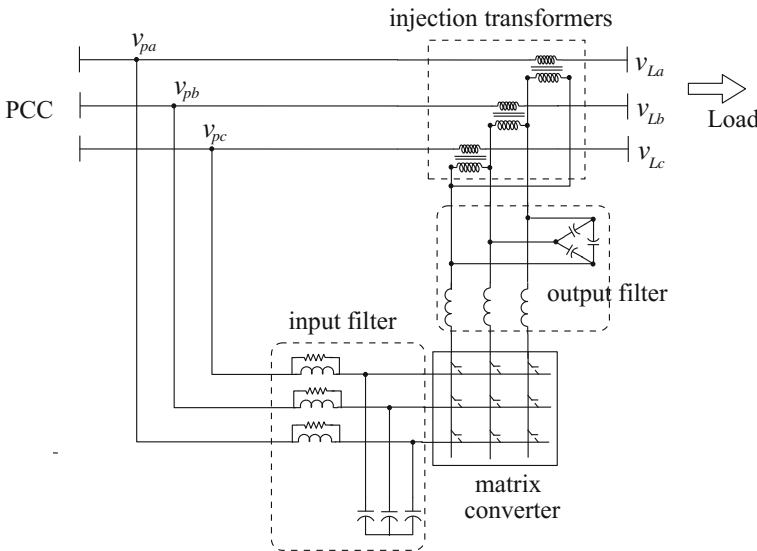 injection transformers
v_pa
v_La
v_pb
PCC
v_Lb
Load
v_pc
v_Lc
output filter
input filter
matrix
converter